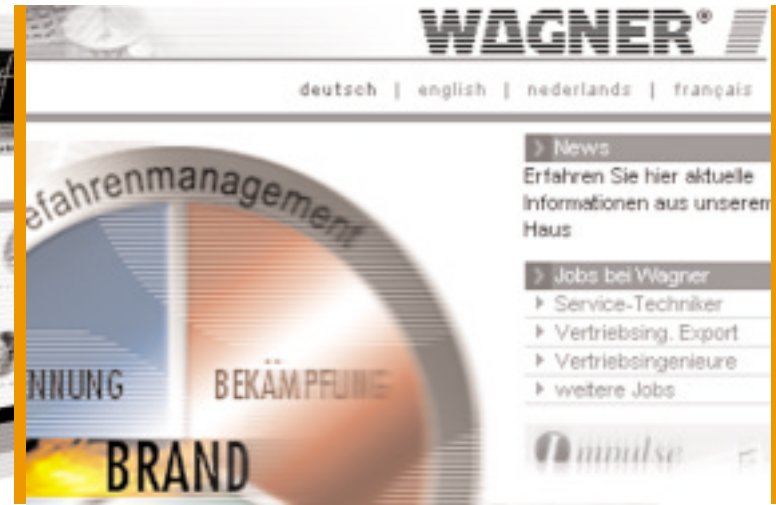 WAGNER®
deutsch | english | nederlands | français
efahrenmanagement
NNUNG
BEKÄMPFUNG
BRAND
News
Erfahren Sie hier aktuelle
Informationen aus unserem
Haus
Jobs bei Wagner
Service-Techniker
Vertriebsing. Export
Vertriebsingenieure
weitere Jobs
Impulse